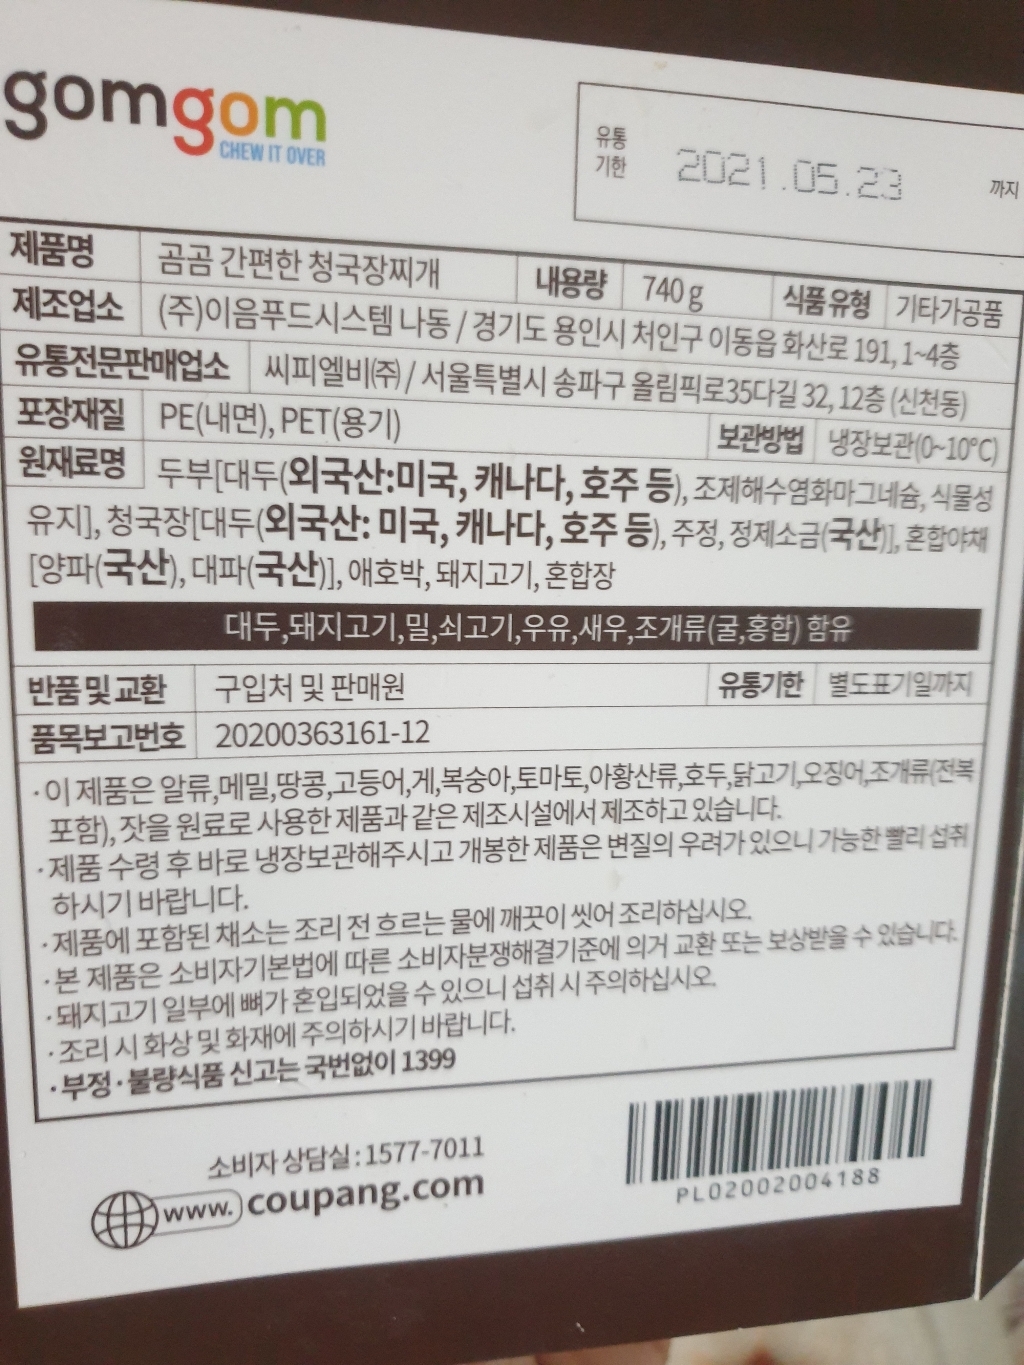 gomgom
CHEW IT OVER
유통
기한
2021.05.23
까지
제품명 곰곰 간편한 청국장찌개 내용량 740g 식품유형 기타가공품
제조업소 (주)이음푸드시스템 나동 / 경기도 용인시 처인구 이동읍 화산로 191, 1~4층
유통전문판매업소 씨피엘비㈜ / 서울특별시 송파구 올림픽로35다길 32, 12층 (신천동)
포장재질 PE(내면), PET(용기) 보관방법 냉장보관(0~10℃)
원재료명 두부[대두(외국산:미국, 캐나다, 호주 등), 조제해수염화마그네슘, 식물성
유지], 청국장[대두(외국산: 미국, 캐나다, 호주 등), 주정, 정제소금(국산)], 혼합야채
[양파(국산), 대파(국산)], 애호박, 돼지고기, 혼합장
대두,돼지고기,밀,쇠고기,우유,새우,조개류(굴,홍합) 함유
반품 및 교환 구입처 및 판매원 유통기한 별도표기일까지
품목보고번호 20200363161-12
·이 제품은 알류,메밀,땅콩,고등어,게,복숭아,토마토,아황산류,호두,닭고기,오징어,조개류(전복
포함), 잣을 원료로 사용한 제품과 같은 제조시설에서 제조하고 있습니다.
·제품 수령 후 바로 냉장보관해주시고 개봉한 제품은 변질의 우려가 있으니 가능한 빨리 섭취
하시기 바랍니다.
·제품에 포함된 채소는 조리 전 흐르는 물에 깨끗이 씻어 조리하십시오.
·본 제품은 소비자기본법에 따른 소비자분쟁해결기준에 의거 교환 또는 보상받을 수 있습니다.
·돼지고기 일부에 뼈가 혼입되었을 수 있으니 섭취 시 주의하십시오.
·조리 시 화상 및 화재에 주의하시기 바랍니다.
·부정·불량식품 신고는 국번없이 1399
소비자 상담실 : 1577-7011
www. coupang.com
PL02002004188